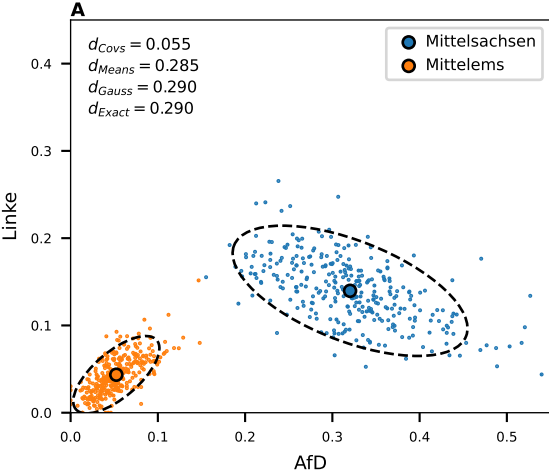 A
d_Covs = 0.055
d_Means = 0.285
d_Gauss = 0.290
d_Exact = 0.290
Mittelsachsen
Mittelems
0.4
0.3
0.2
0.1
0.0
Linke
0.0 0.1 0.2 0.3 0.4 0.5
AfD